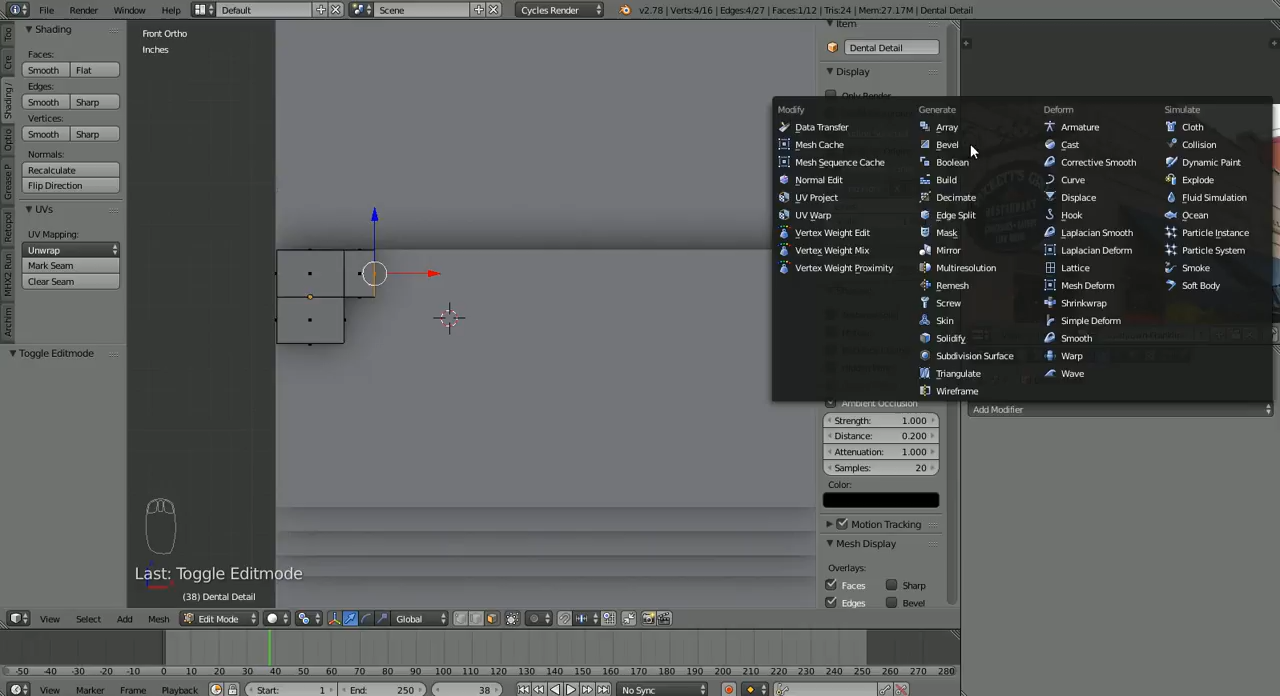 File Render Window Help Default Scene Cycles Render v2.78 | Verts:4/16 | Edges:4/27 | Faces:1/12 | Tris:24 | Mem:27.17M | Dental Detail
Shading
Faces:
Smooth Flat
Edges:
Smooth Sharp
Vertices:
Smooth Sharp
Normals:
Recalculate
Flip Direction
UVs
UV Mapping:
Unwrap
Mark Seam
Clear Seam
Toggle Editmode
Too
Cre
Shading /
Optio
Grease P
Retopol
MHX2 Run
Archim
Front Ortho
Inches
Last: Toggle Editmode
(38) Dental Detail
Item
Dental Detail
Display
Only Render
Modify
Data Transfer
Mesh Cache
Mesh Sequence Cache
Normal Edit
UV Project
UV Warp
Vertex Weight Edit
Vertex Weight Mix
Vertex Weight Proximity
Generate
Array
Bevel
Boolean
Build
Decimate
Edge Split
Mask
Mirror
Multiresolution
Remesh
Screw
Skin
Solidify
Subdivision Surface
Triangulate
Wireframe
Deform
Armature
Cast
Corrective Smooth
Curve
Displace
Hook
Laplacian Smooth
Laplacian Deform
Lattice
Mesh Deform
Shrinkwrap
Simple Deform
Smooth
Warp
Wave
Simulate
Cloth
Collision
Dynamic Paint
Explode
Fluid Simulation
Ocean
Particle Instance
Particle System
Smoke
Soft Body
Add Modifier
Ambient Occlusion
Strength: 1.000
Distance: 0.200
Attenuation: 1.000
Samples: 20
Color:
Motion Tracking
Mesh Display
Overlays:
Faces Sharp
Edges Bevel
View Select Add Mesh Edit Mode Global
-50 -40 -30 -20 -10 0 10 20 30 40 50 60 70 80 90 100 110 120 130 140 150 160 170 180 190 200 210 220 230 240 250 260 270 280
View Marker Frame Playback Start: 1 End: 250 38 No Sync